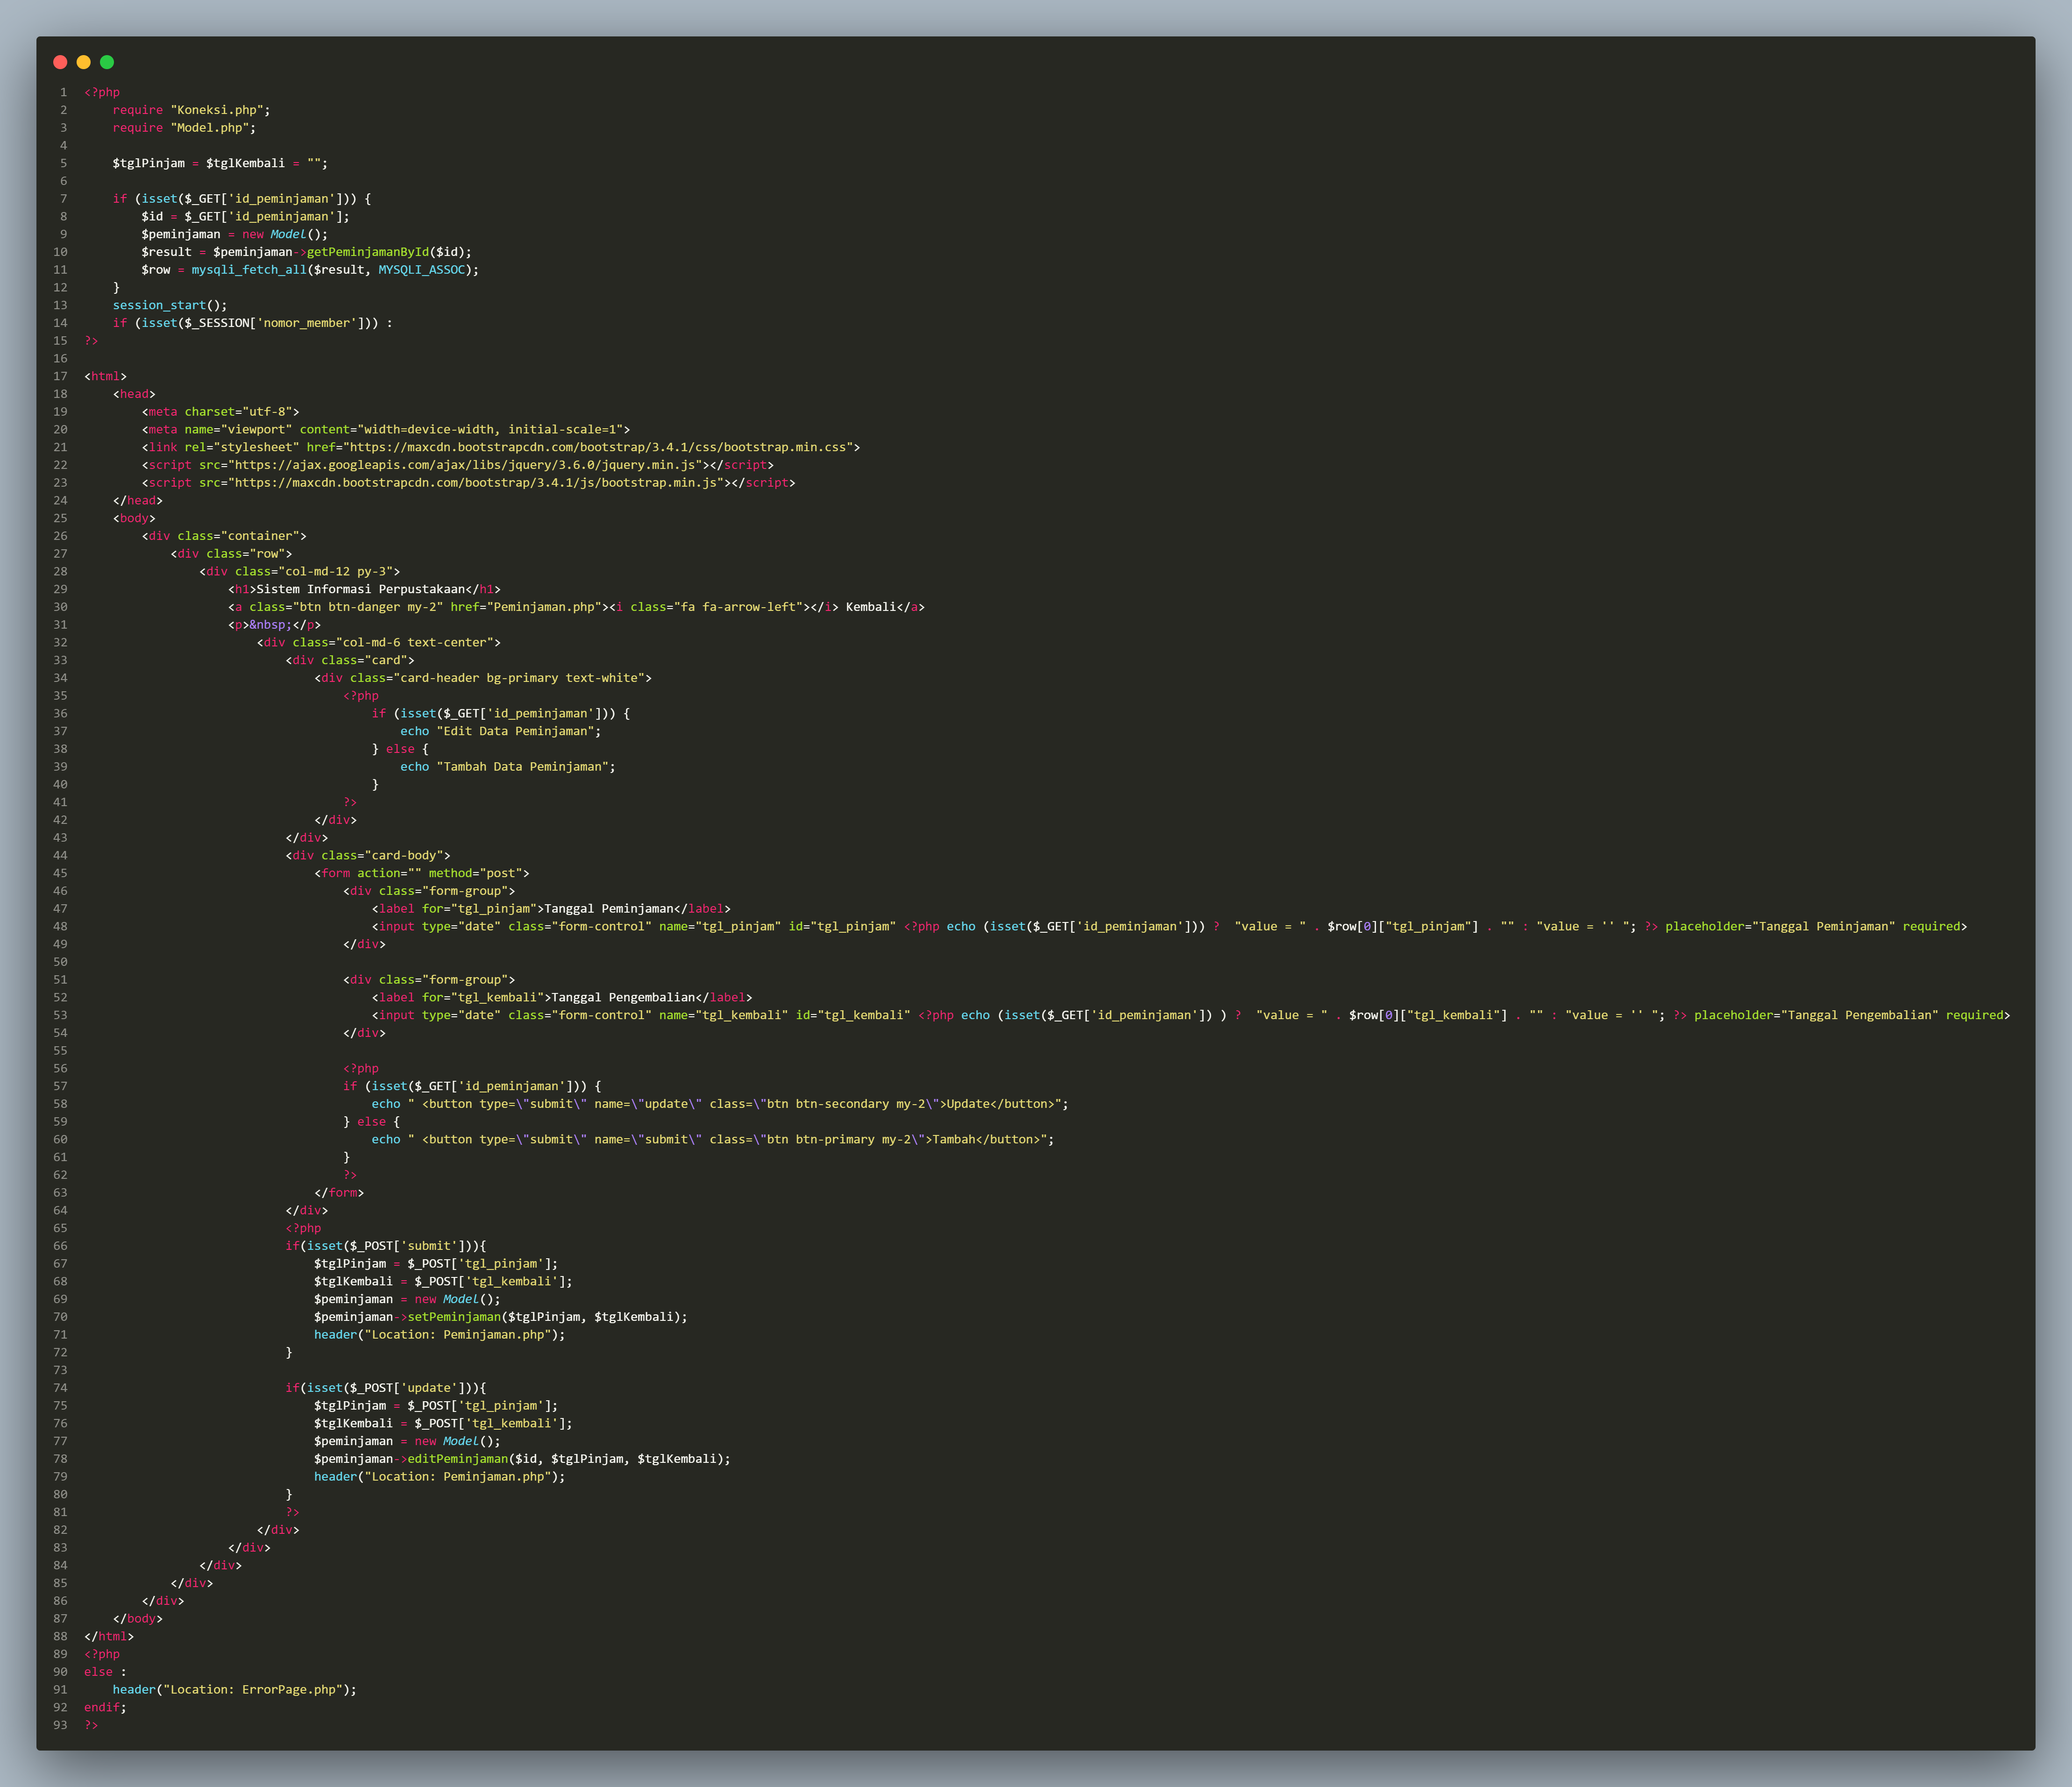 1 <?php
2     require "Koneksi.php";
3     require "Model.php";
4
5     $tglPinjam = $tglKembali = "";
6
7     if (isset($_GET['id_peminjaman'])) {
8         $id = $_GET['id_peminjaman'];
9         $peminjaman = new Model();
10         $result = $peminjaman->getPeminjamanById($id);
11         $row = mysqli_fetch_all($result, MYSQLI_ASSOC);
12     }
13     session_start();
14     if (isset($_SESSION['nomor_member'])) :
15 ?>
16
17 <html>
18     <head>
19         <meta charset="utf-8">
20         <meta name="viewport" content="width=device-width, initial-scale=1">
21         <link rel="stylesheet" href="https://maxcdn.bootstrapcdn.com/bootstrap/3.4.1/css/bootstrap.min.css">
22         <script src="https://ajax.googleapis.com/ajax/libs/jquery/3.6.0/jquery.min.js"></script>
23         <script src="https://maxcdn.bootstrapcdn.com/bootstrap/3.4.1/js/bootstrap.min.js"></script>
24     </head>
25     <body>
26         <div class="container">
27             <div class="row">
28                 <div class="col-md-12 py-3">
29                     <h1>Sistem Informasi Perpustakaan</h1>
30                     <a class="btn btn-danger my-2" href="Peminjaman.php"><i class="fa fa-arrow-left"></i> Kembali</a>
31                     <p>&nbsp;</p>
32                         <div class="col-md-6 text-center">
33                             <div class="card">
34                                 <div class="card-header bg-primary text-white">
35                                     <?php
36                                         if (isset($_GET['id_peminjaman'])) {
37                                             echo "Edit Data Peminjaman";
38                                         } else {
39                                             echo "Tambah Data Peminjaman";
40                                         }
41                                     ?>
42                                 </div>
43                             </div>
44                             <div class="card-body">
45                                 <form action="" method="post">
46                                     <div class="form-group">
47                                         <label for="tgl_pinjam">Tanggal Peminjaman</label>
48                                         <input type="date" class="form-control" name="tgl_pinjam" id="tgl_pinjam" <?php echo (isset($_GET['id_peminjaman'])) ?  "value = " . $row[0]["tgl_pinjam"] . "" : "value = '' "; ?> placeholder="Tanggal Peminjaman" required>
49                                     </div>
50
51                                     <div class="form-group">
52                                         <label for="tgl_kembali">Tanggal Pengembalian</label>
53                                         <input type="date" class="form-control" name="tgl_kembali" id="tgl_kembali" <?php echo (isset($_GET['id_peminjaman']) ) ?  "value = " . $row[0]["tgl_kembali"] . "" : "value = '' "; ?> placeholder="Tanggal Pengembalian" required>
54                                     </div>
55
56                                     <?php
57                                     if (isset($_GET['id_peminjaman'])) {
58                                         echo " <button type=\"submit\" name=\"update\" class=\"btn btn-secondary my-2\">Update</button>";
59                                     } else {
60                                         echo " <button type=\"submit\" name=\"submit\" class=\"btn btn-primary my-2\">Tambah</button>";
61                                     }
62                                     ?>
63                                 </form>
64                             </div>
65                             <?php
66                             if(isset($_POST['submit'])){
67                                 $tglPinjam = $_POST['tgl_pinjam'];
68                                 $tglKembali = $_POST['tgl_kembali'];
69                                 $peminjaman = new Model();
70                                 $peminjaman->setPeminjaman($tglPinjam, $tglKembali);
71                                 header("Location: Peminjaman.php");
72                             }
73
74                             if(isset($_POST['update'])){
75                                 $tglPinjam = $_POST['tgl_pinjam'];
76                                 $tglKembali = $_POST['tgl_kembali'];
77                                 $peminjaman = new Model();
78                                 $peminjaman->editPeminjaman($id, $tglPinjam, $tglKembali);
79                                 header("Location: Peminjaman.php");
80                             }
81                             ?>
82                         </div>
83                     </div>
84                 </div>
85             </div>
86         </div>
87     </body>
88 </html>
89 <?php
90 else :
91     header("Location: ErrorPage.php");
92 endif;
93 ?>